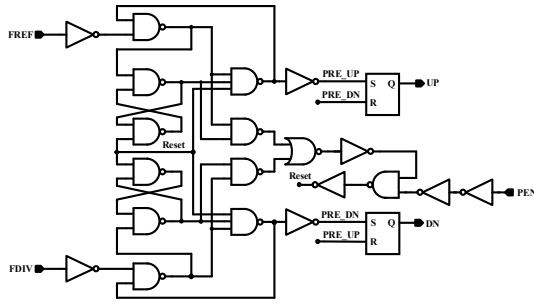 FREF
PRE_UP
S Q
UP
PRE_DN
R
Reset
Reset
PEN
PRE_DN
S Q
DN
PRE_UP
R
FDIV